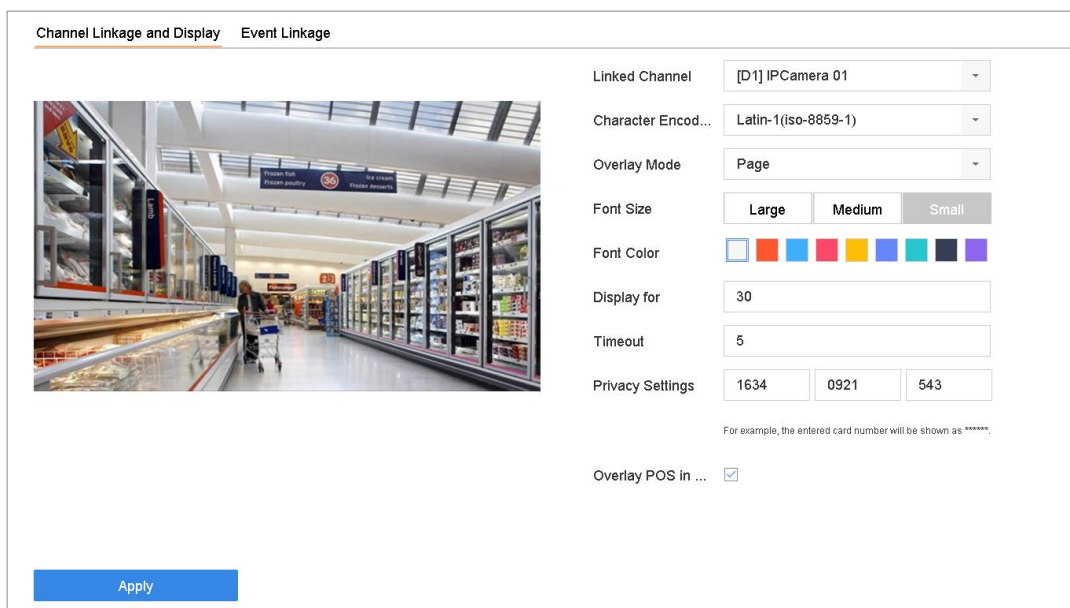 Channel Linkage and Display Event Linkage
Linked Channel [D1] IPCamera 01
Character Encod... Latin-1(iso-8859-1)
Overlay Mode Page
Font Size Large Medium Small
Font Color
Display for 30
Timeout 5
Privacy Settings 1634 0921 543
For example, the entered card number will be shown as ******.
Overlay POS in ...
Frozen fish
Frozen poultry
36
Ice cream
Frozen desserts
Lamb
Apply